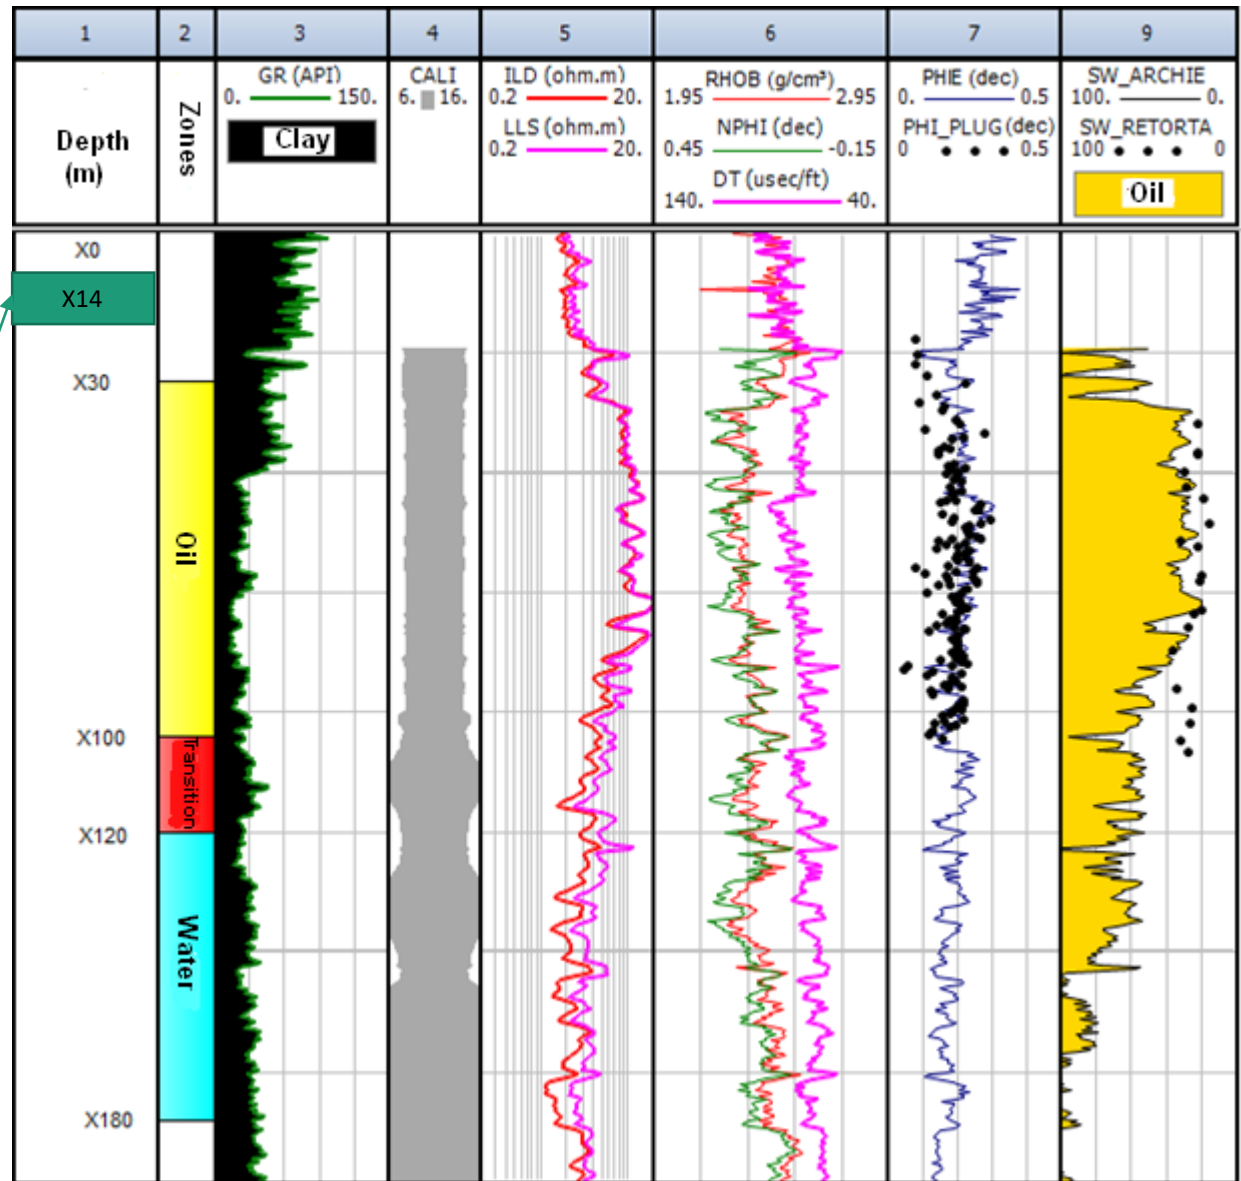 1 2 3 4 5 6 7 9
Depth
(m)
Zones
GR (API)
0. 150.
Clay
CALI
6. 16.
ILD (ohm.m)
0.2 20.
LLS (ohm.m)
0.2 20.
RHOB (g/cm³)
1.95 2.95
NPHI (dec)
0.45 -0.15
DT (usec/ft)
140. 40.
PHIE (dec)
0. 0.5
PHI_PLUG (dec)
0 0.5
SW_ARCHIE
100. 0.
SW_RETORTA
100 0
Oil
X0
X14
X30
X100
X120
X180
Oil
Transition
Water